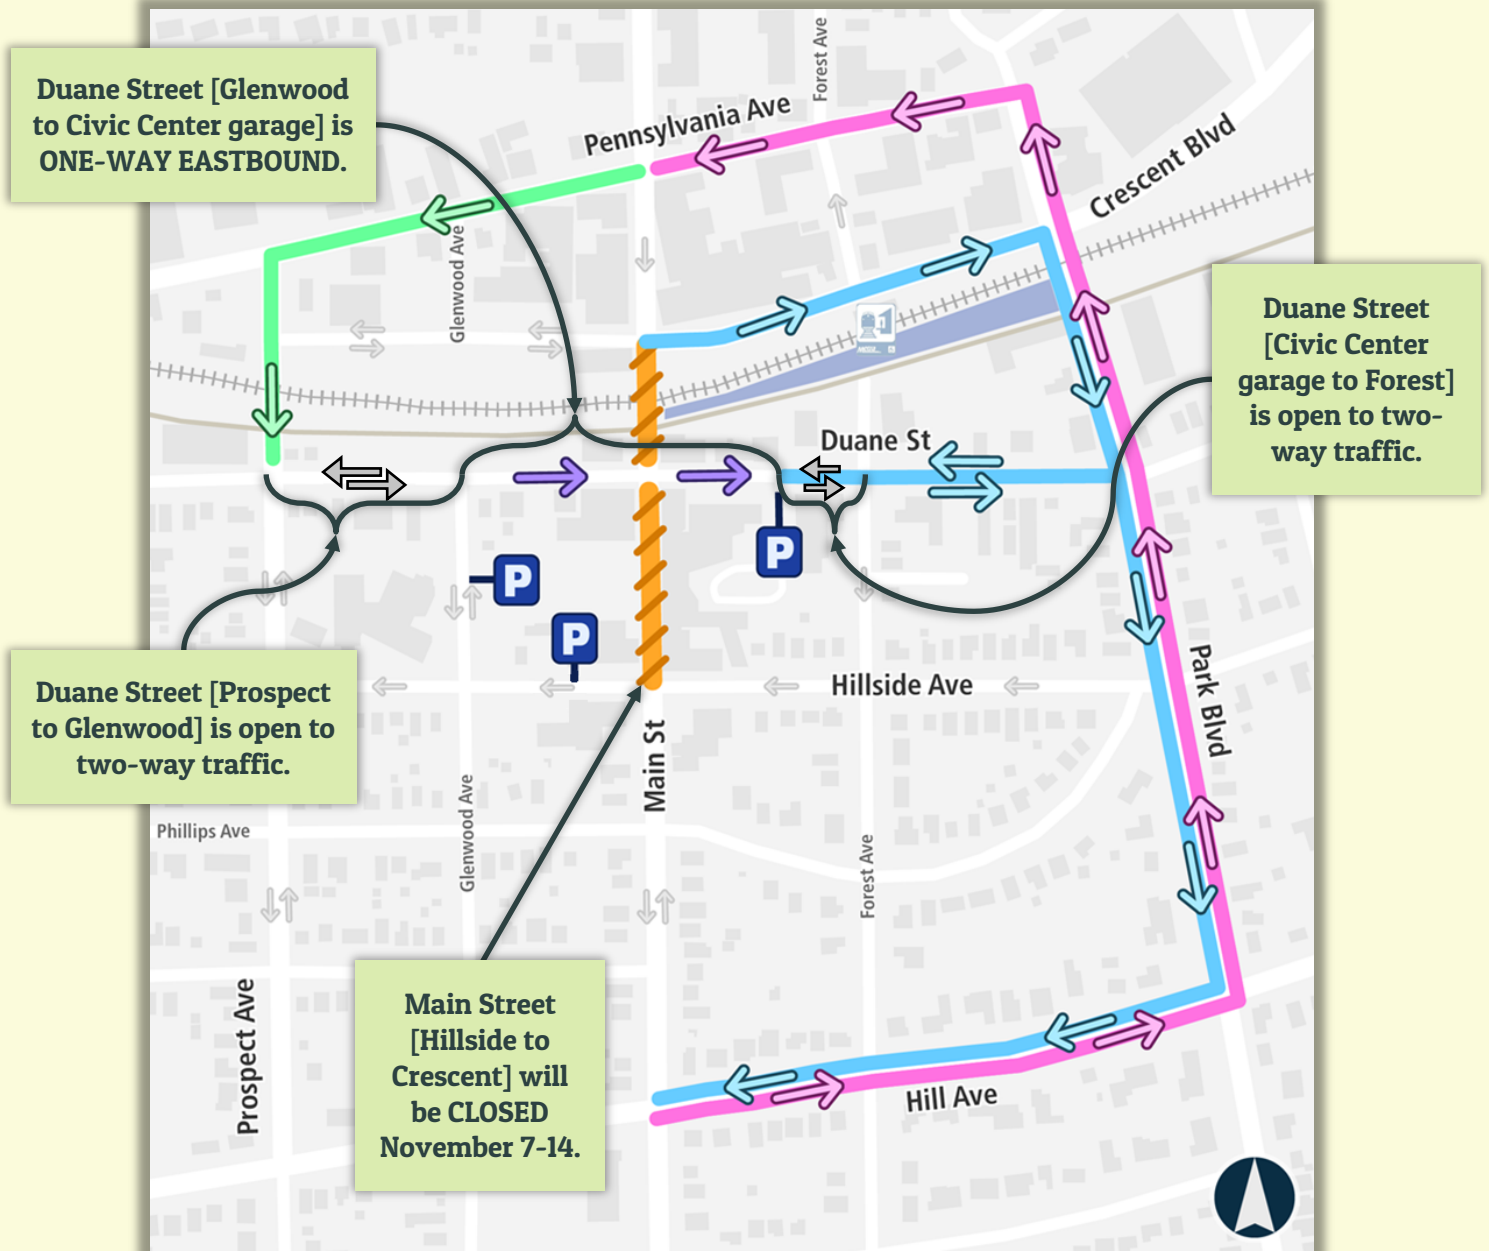 Duane Street [Glenwood
to Civic Center garage] is
ONE-WAY EASTBOUND.
Forest Ave
Pennsylvania Ave
Crescent Blvd
Glenwood Ave
Duane Street
[Civic Center
garage to Forest]
is open to two-
way traffic.
Duane St
P
P
P
Duane Street [Prospect
to Glenwood] is open to
two-way traffic.
Hillside Ave
Park Blvd
Main St
Phillips Ave
Glenwood Ave
Forest Ave
Prospect Ave
Main Street
[Hillside to
Crescent] will
be CLOSED
November 7-14.
Hill Ave